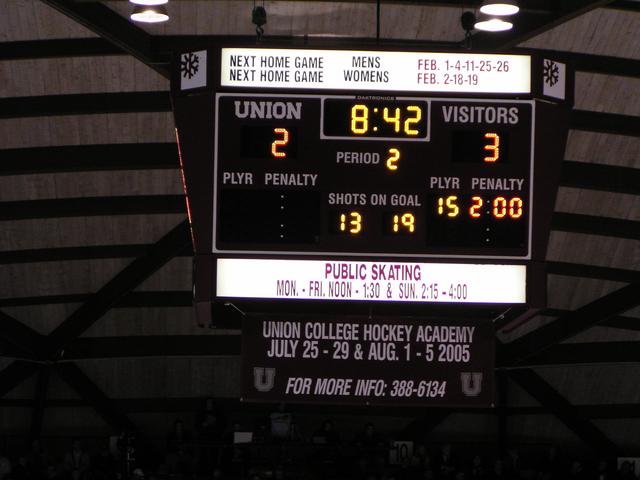 NEXT HOME GAME MENS FEB. 1-4-11-25-26
NEXT HOME GAME WOMENS FEB. 2-18-19
DAKTRONICS
UNION 8:42 VISITORS
2 PERIOD 2 3
PLYR PENALTY SHOTS ON GOAL PLYR PENALTY
13 19 15 2:00
PUBLIC SKATING
MON. - FRI. NOON - 1:30 & SUN. 2:15 - 4:00
UNION COLLEGE HOCKEY ACADEMY
JULY 25 - 29 & AUG. 1 - 5 2005
U FOR MORE INFO: 388-6134 U
10